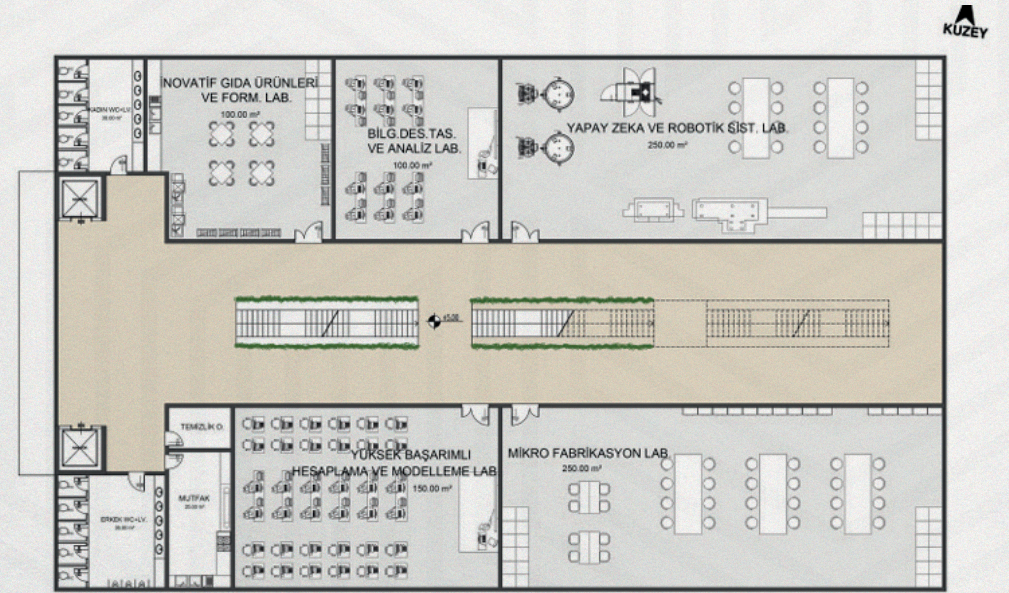 KUZEY
İNOVATİF GIDA ÜRÜNLERİ
VE FORM. LAB.
100.00 m²
KADIN WC+LV.
BİLG.DES.TAS.
VE ANALİZ LAB.
100.00 m²
YAPAY ZEKA VE ROBOTİK SİST. LAB.
250.00 m²
+5.00
TEMİZLİK O.
MUTFAK
ERKEK WC+LV.
YÜKSEK BAŞARIMLI
HESAPLAMA VE MODELLEME LAB.
150.00 m²
MİKRO FABRİKASYON LAB.
250.00 m²